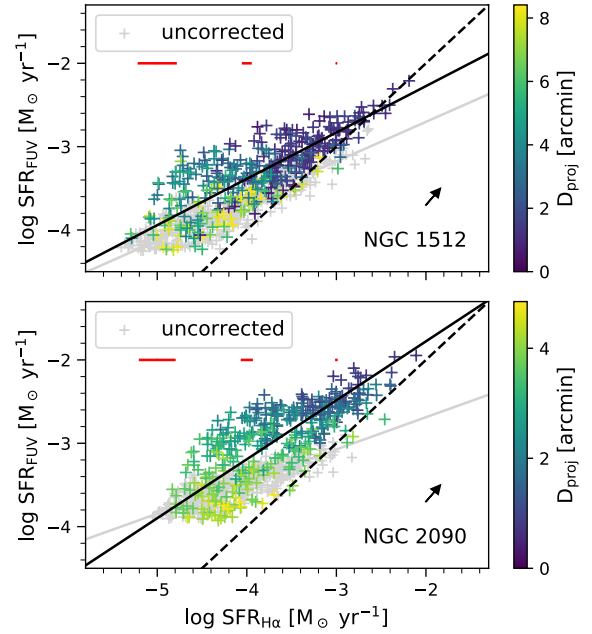 uncorrected
−2
−3
−4
log SFR_FUV [M⊙ yr⁻¹]
NGC 1512
8
6
4
2
0
D_proj [arcmin]
uncorrected
−2
−3
−4
log SFR_FUV [M⊙ yr⁻¹]
NGC 2090
4
2
0
D_proj [arcmin]
−5 −4 −3 −2
log SFR_Hα [M⊙ yr⁻¹]